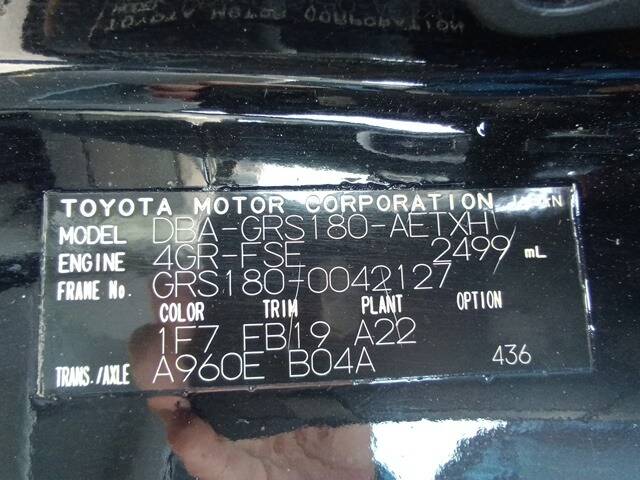 TOYOTA MOTOR CORPORATION JAPAN
MODEL DBA-GRS180-AETXH
ENGINE 4GR-FSE 2499 mL
FRAME No. GRS180-0042127
COLOR TRIM PLANT OPTION
1F7 FB19 A22
TRANS./AXLE A960E B04A 436